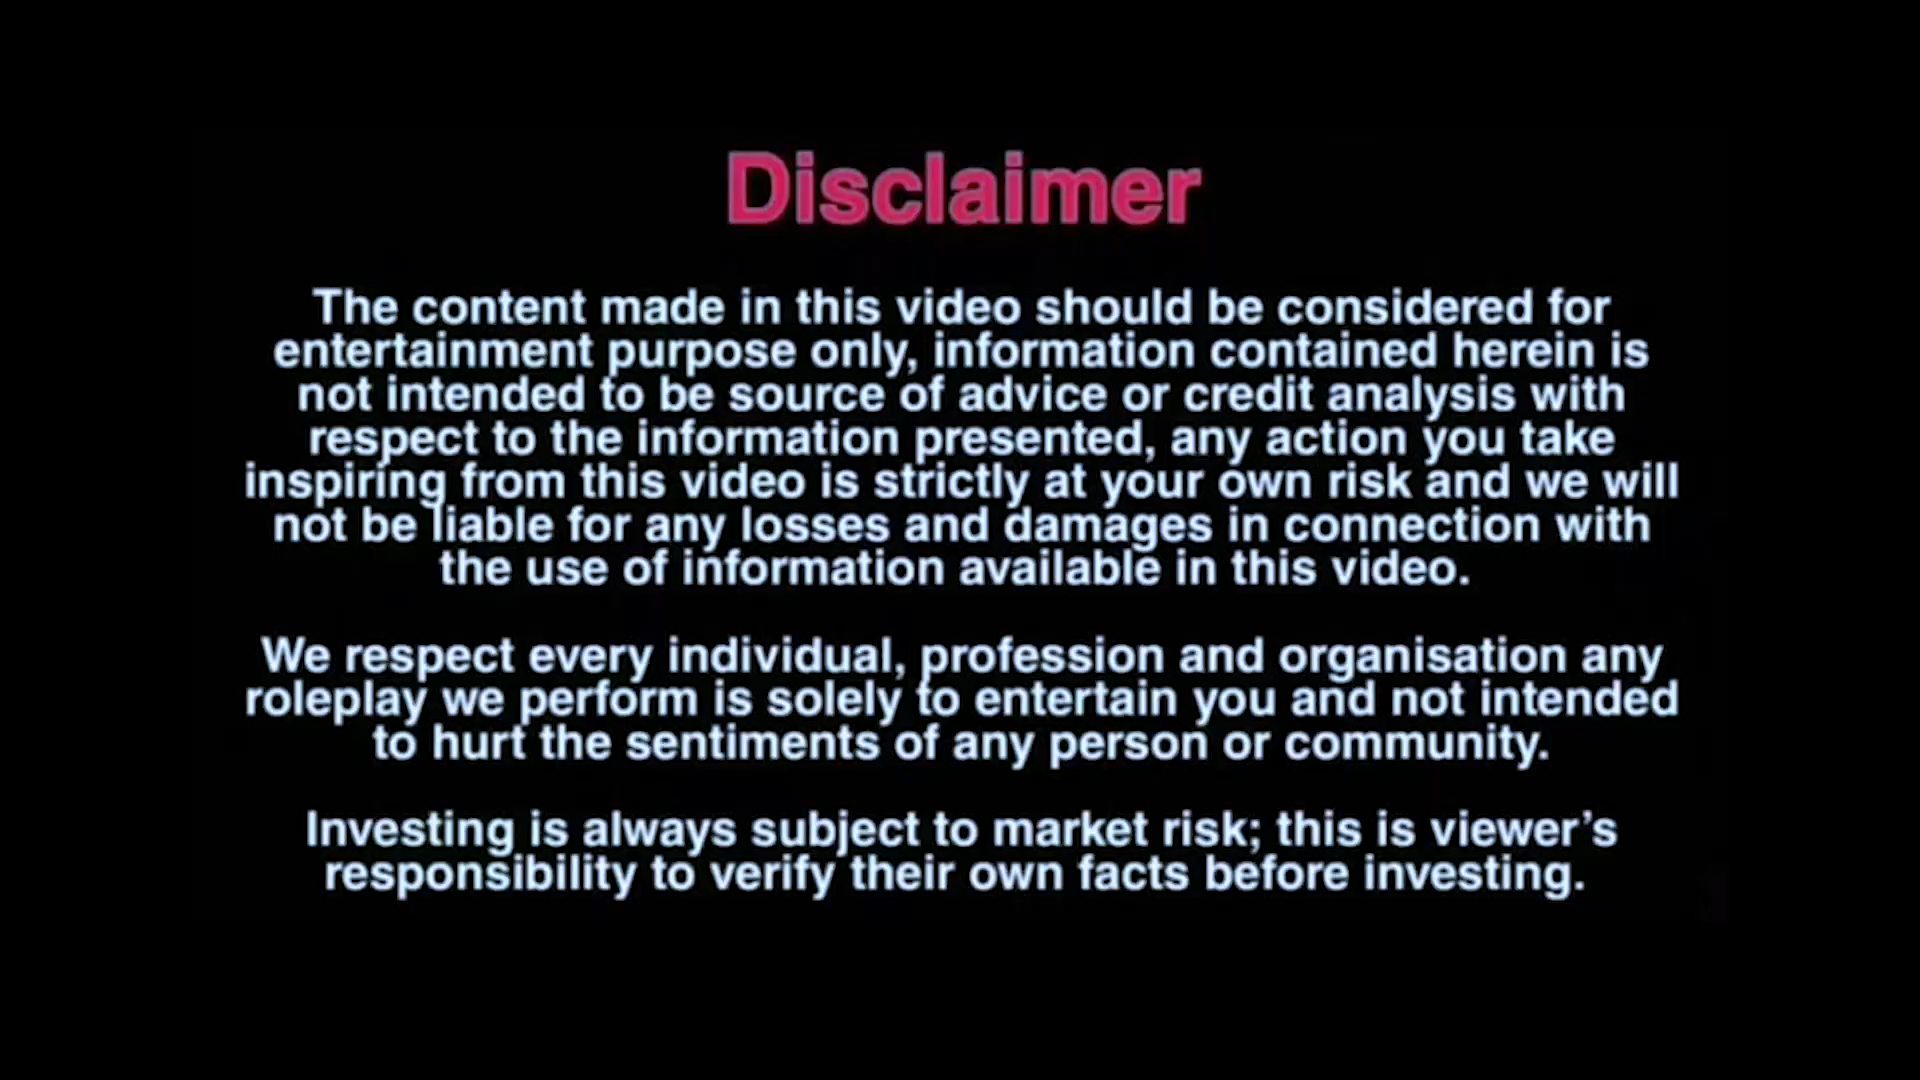 Disclaimer
The content made in this video should be considered for
entertainment purpose only, information contained herein is
not intended to be source of advice or credit analysis with
respect to the information presented, any action you take
inspiring from this video is strictly at your own risk and we will
not be liable for any losses and damages in connection with
the use of information available in this video.
We respect every individual, profession and organisation any
roleplay we perform is solely to entertain you and not intended
to hurt the sentiments of any person or community.
Investing is always subject to market risk; this is viewer’s
responsibility to verify their own facts before investing.